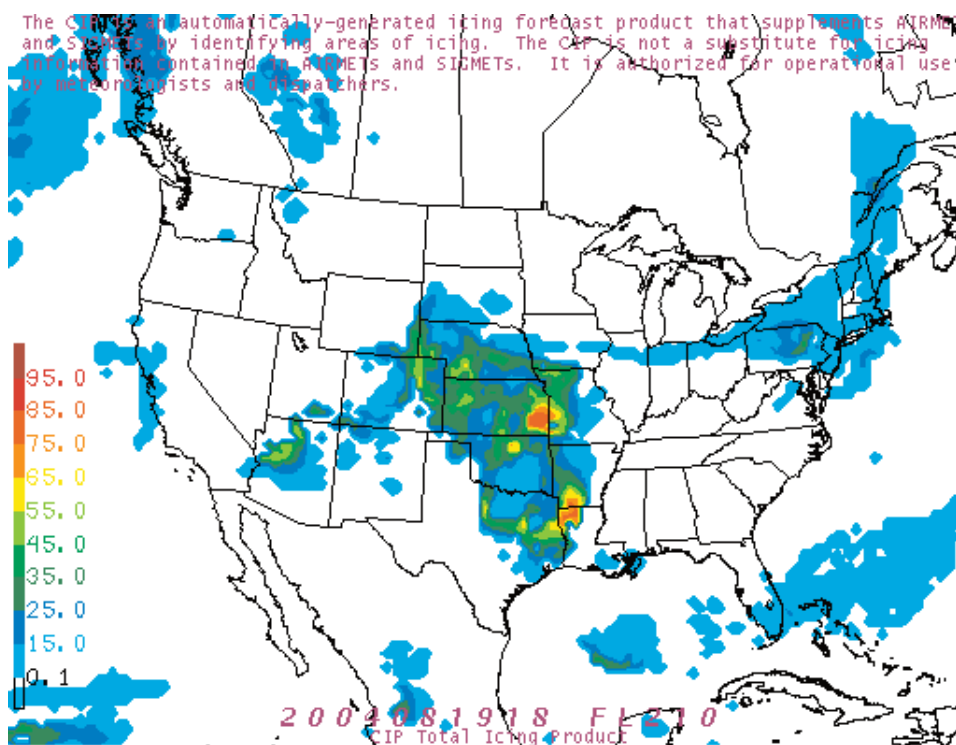 The CIP is an automatically-generated icing forecast product that supplements AIRME
and SIGMETs by identifying areas of icing.  The CIP is not a substitute for icing
information contained in AIRMETs and SIGMETs.  It is authorized for operational use
by meteorologists and dispatchers.
95.0
85.0
75.0
65.0
55.0
45.0
35.0
25.0
15.0
0.1
2004081918 FL210
CIP Total Icing Product